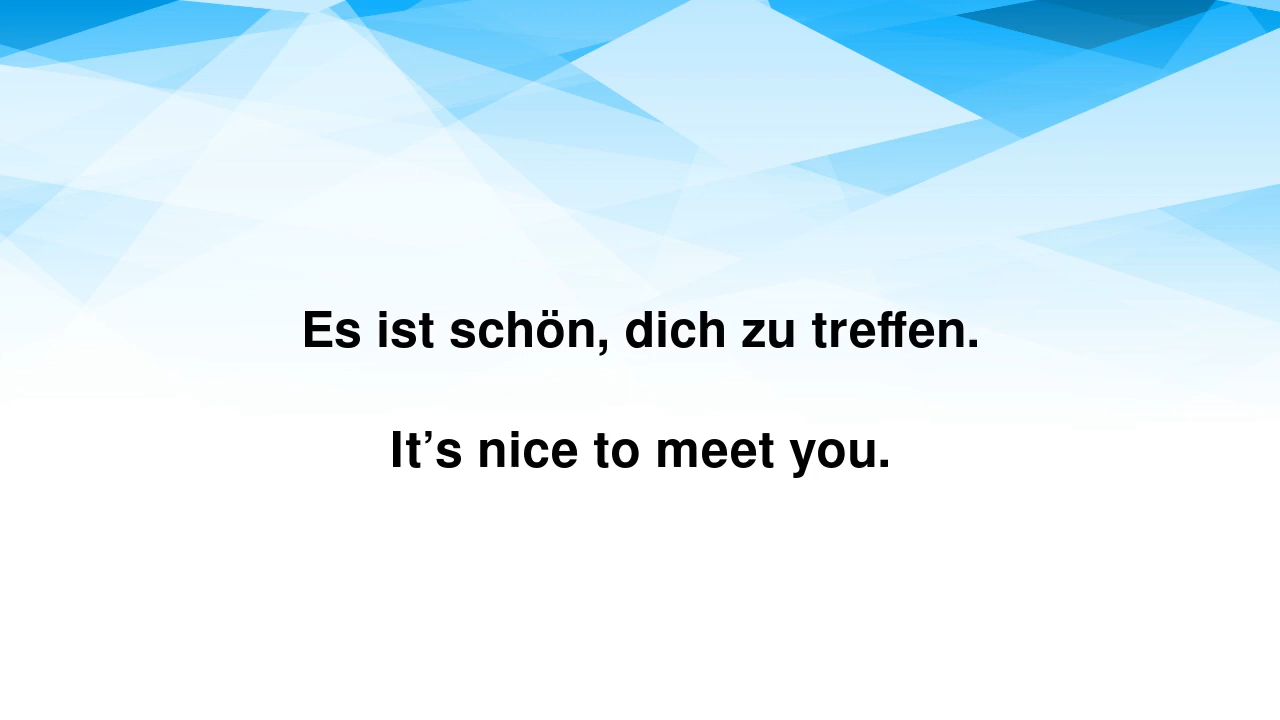 Es ist schön, dich zu treffen.
It’s nice to meet you.